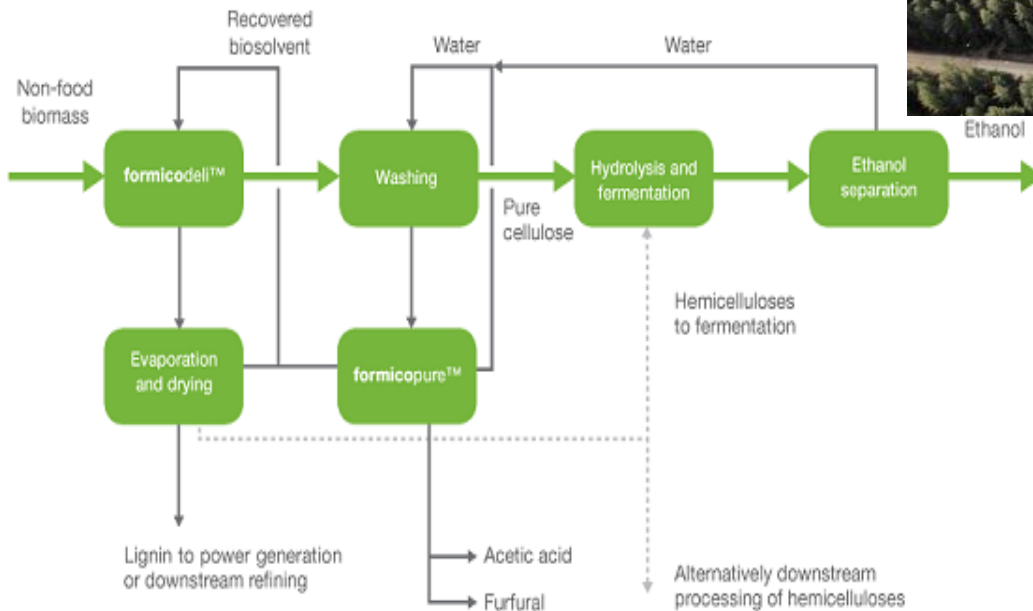 Recovered
biosolvent
Water
Water
Non-food
biomass
Ethanol
formicodeli™
Washing
Hydrolysis and
fermentation
Ethanol
separation
Pure
cellulose
Hemicelluloses
to fermentation
Evaporation
and drying
formicopure™
Lignin to power generation
or downstream refining
Acetic acid
Furfural
Alternatively downstream
processing of hemicelluloses